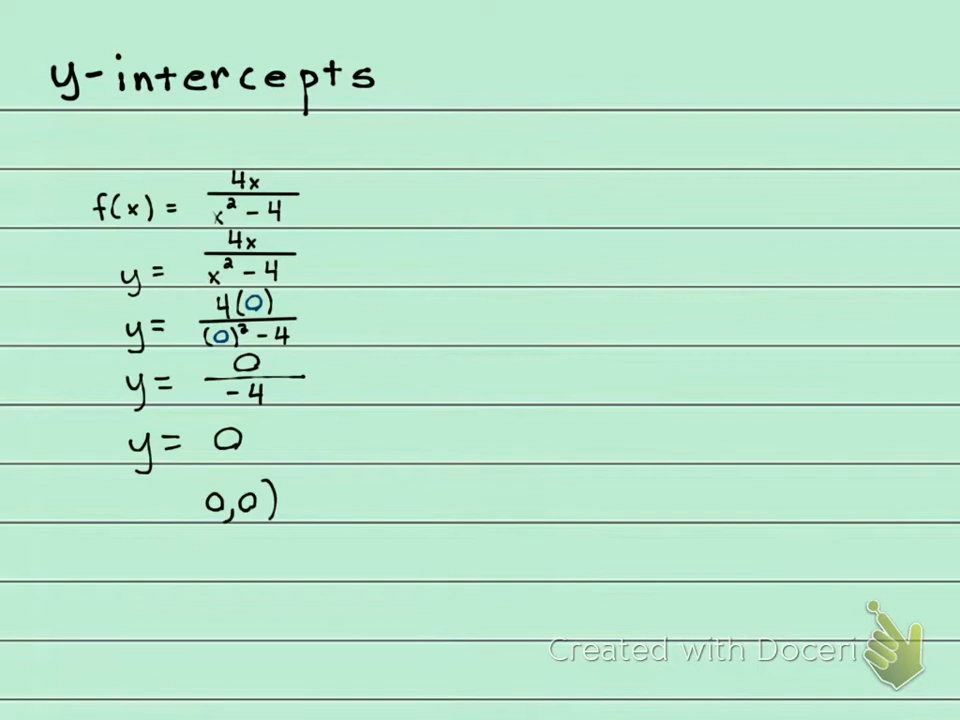 y-intercepts
f(x) = 4x / x² - 4
y = 4x / x² - 4
y = 4(0) / (0)² - 4
y = 0 / -4
y = 0
0,0)
Created with Doceri